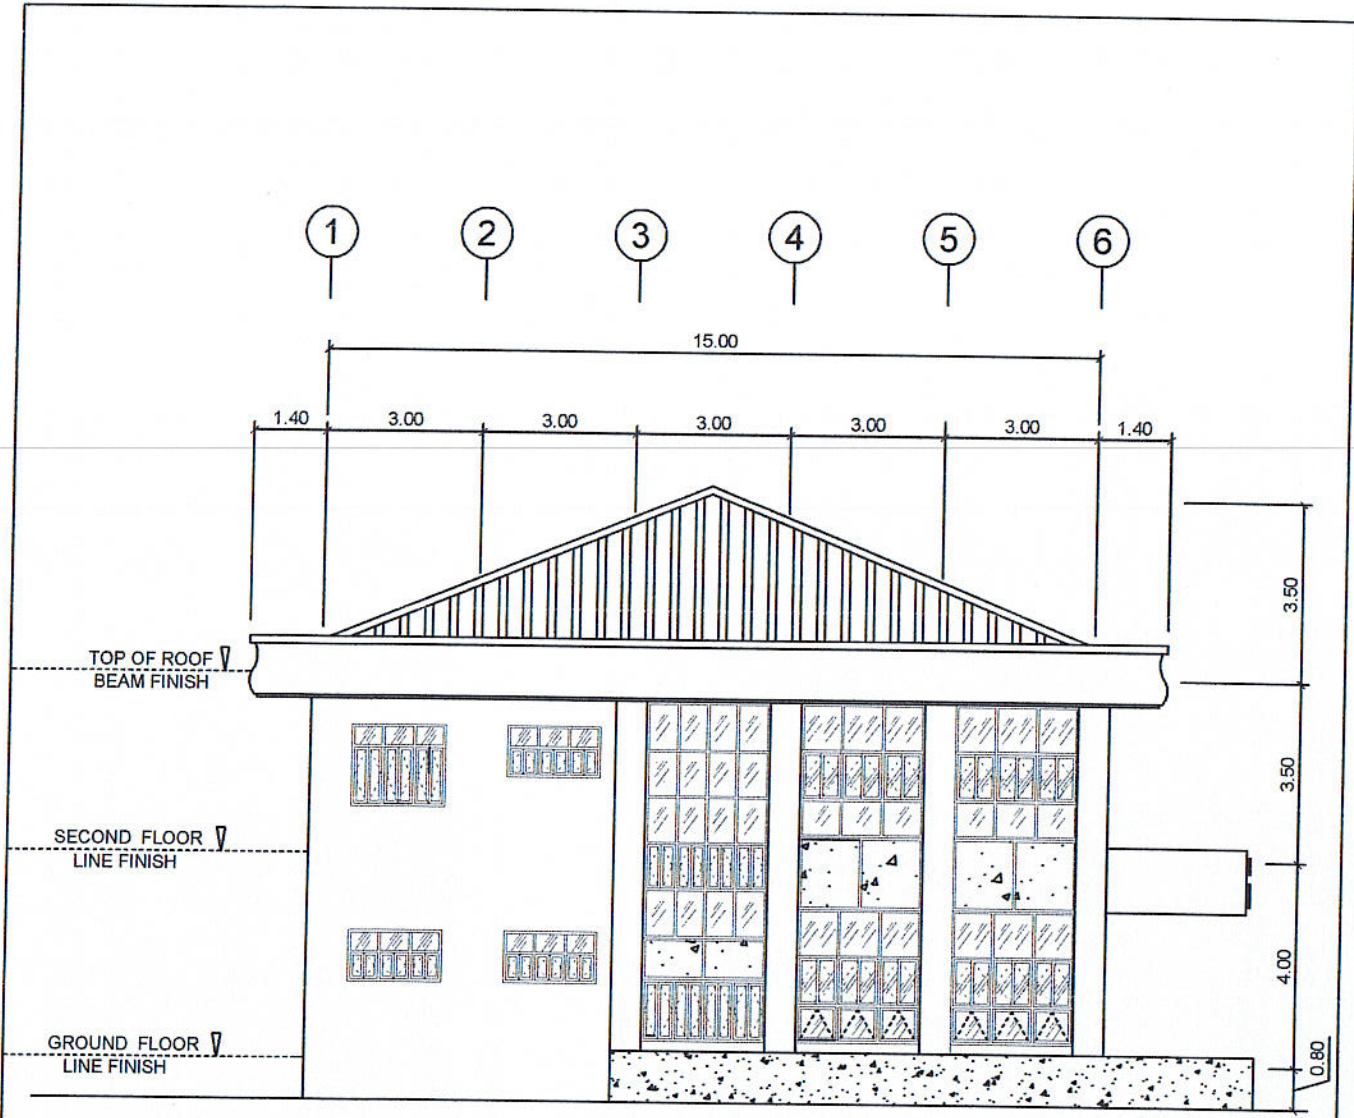 1 2 3 4 5 6
15.00
1.40 3.00 3.00 3.00 3.00 3.00 1.40
3.50
TOP OF ROOF
BEAM FINISH
3.50
SECOND FLOOR
LINE FINISH
4.00
GROUND FLOOR
LINE FINISH
0.80